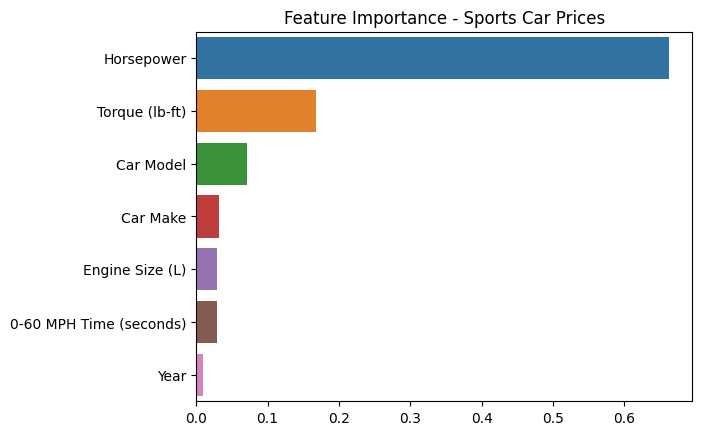 Feature Importance - Sports Car Prices
Horsepower
Torque (lb-ft)
Car Model
Car Make
Engine Size (L)
0-60 MPH Time (seconds)
Year
0.0 0.1 0.2 0.3 0.4 0.5 0.6